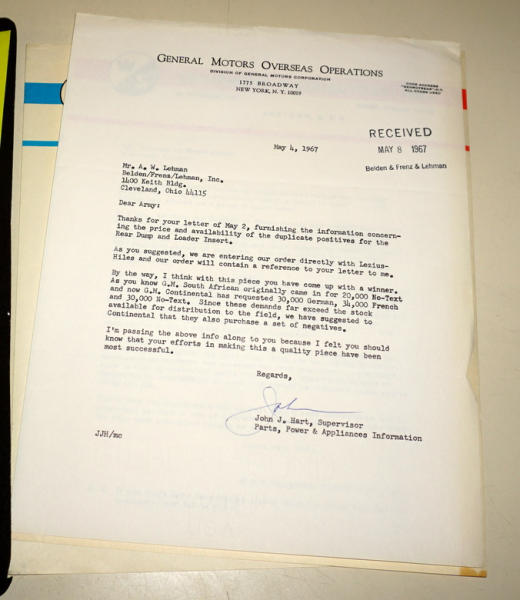 GENERAL MOTORS OVERSEAS OPERATIONS
DIVISION OF GENERAL MOTORS CORPORATION
1775 BROADWAY
NEW YORK, N. Y. 10019
CODE ADDRESS
ALL CODES USED
RECEIVED
MAY 8 1967
Belden & Frenz & Lehman
May 4, 1967
Mr. A. W. Lehman
Belden/Frenz/Lehman, Inc.
1400 Keith Bldg.
Cleveland, Ohio 44115
Dear Army:
Thanks for your letter of May 2, furnishing the information concern-
ing the price and availability of the duplicate positives for the
Rear Dump and Loader Insert.
As you suggested, we are entering our order directly with Lezius-
Hiles and our order will contain a reference to your letter to me.
By the way, I think with this piece you have come up with a winner.
As you know G.M. South African originally came in for 20,000 No-Text
and now G.M. Continental has requested 30,000 German, 34,000 French
and 30,000 No-Text. Since these demands far exceed the stock
available for distribution to the field, we have suggested to
Continental that they also purchase a set of negatives.
I'm passing the above info along to you because I felt you should
know that your efforts in making this a quality piece have been
most successful.
Regards,
John
John J. Hart, Supervisor
Parts, Power & Appliances Information
JJH/mc